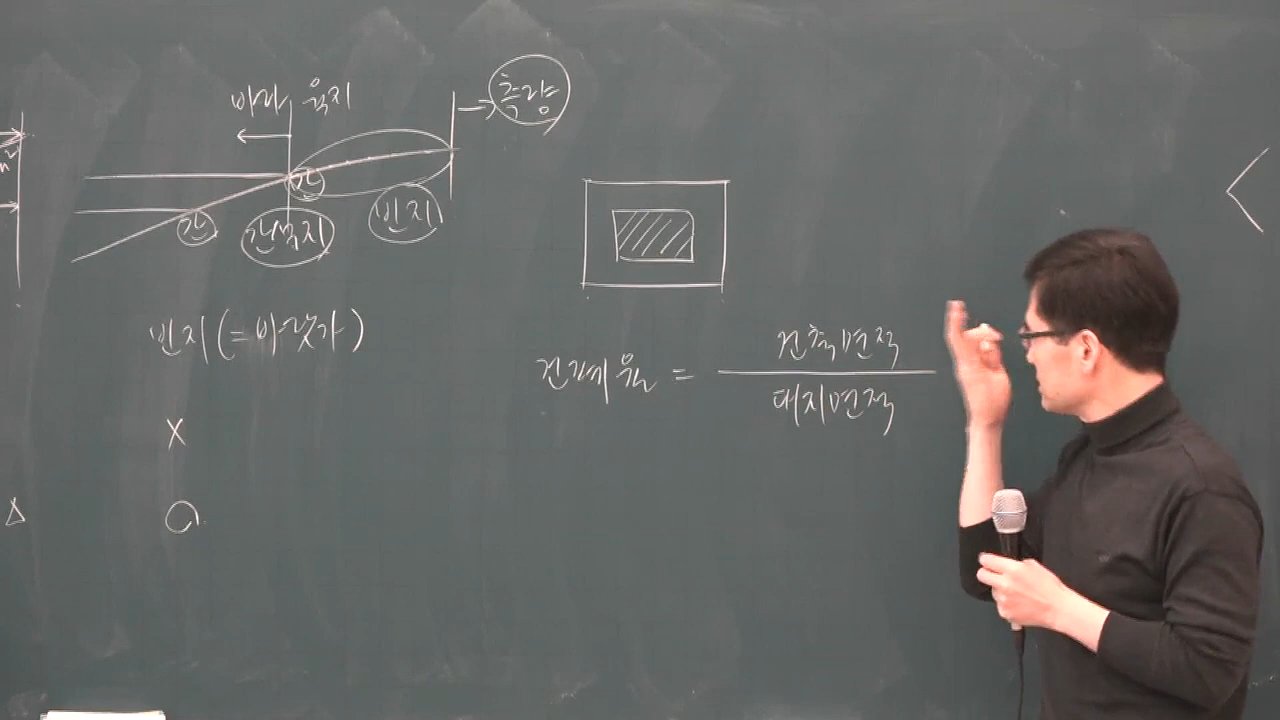 m²
바다 육지
측량
간
간
간석지
빈지
빈지(=바닷가)
X
△
건폐율 = 건축면적
대지면적